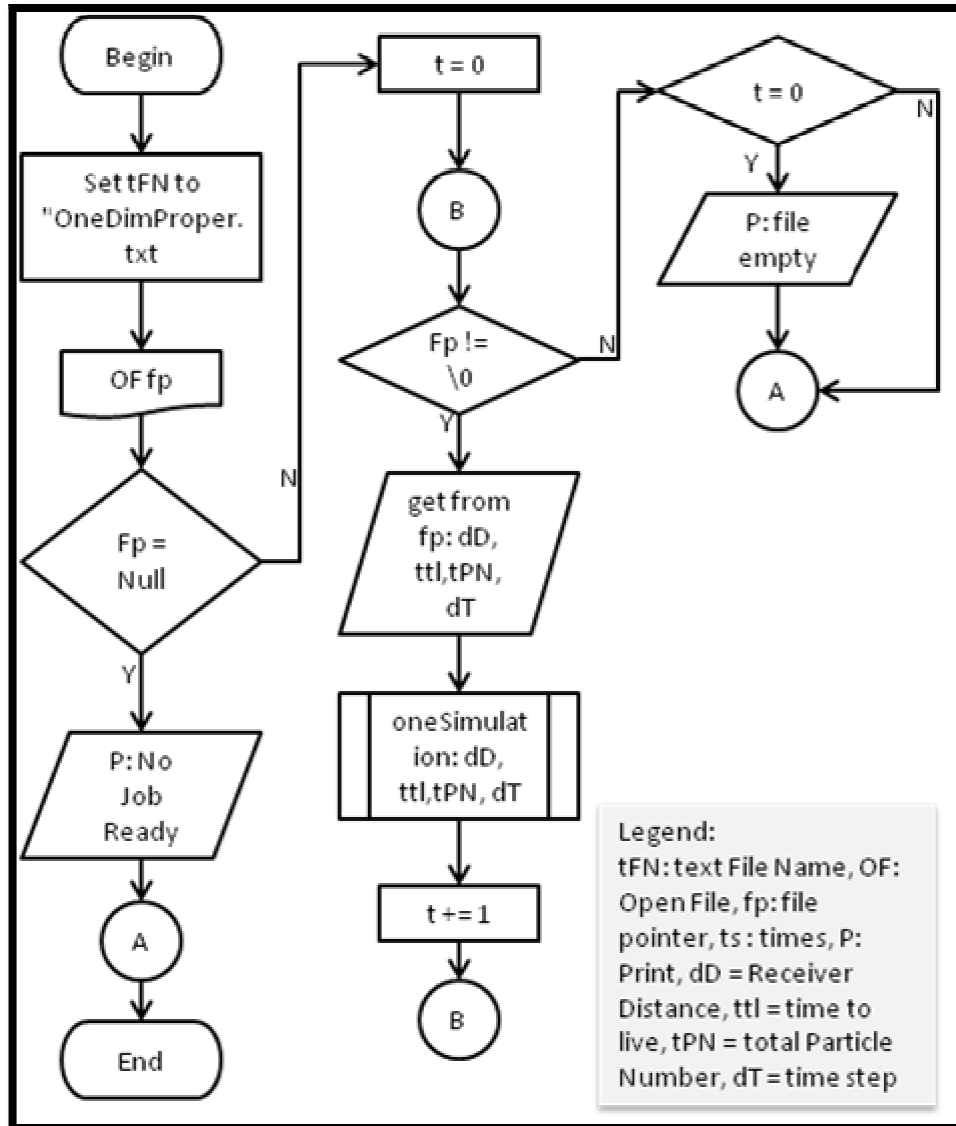 Begin
Set tFN to
"OneDimProper.
txt
OF fp
Fp =
Null
N
Y
P: No
Job
Ready
A
End
t = 0
B
Fp !=
\0
N
Y
get from
fp: dD,
ttl,tPN,
dT
oneSimulat
ion: dD,
ttl,tPN, dT
t += 1
B
t = 0
N
Y
P: file
empty
A
Legend:
tFN: text File Name, OF:
Open File, fp: file
pointer, ts : times, P:
Print, dD = Receiver
Distance, ttl = time to
live, tPN = total Particle
Number, dT = time step